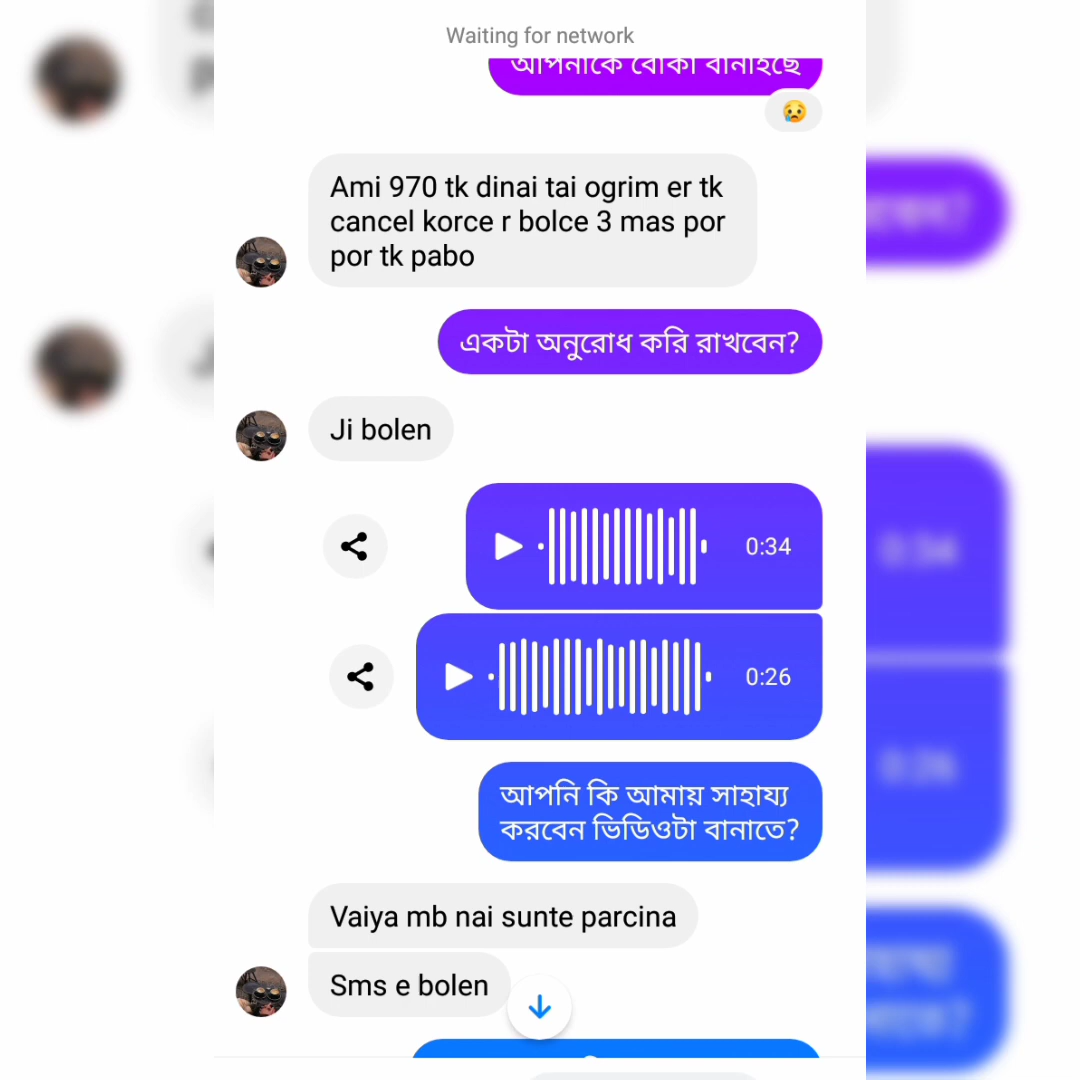 Waiting for network
আপনাকে বোকা বানাইছে
Ami 970 tk dinai tai ogrim er tk
cancel korce r bolce 3 mas por
por tk pabo
একটা অনুরোধ করি রাখবেন?
Ji bolen
0:34
0:26
আপনি কি আমায় সাহায্য
করবেন ভিডিওটা বানাতে?
Vaiya mb nai sunte parcina
Sms e bolen